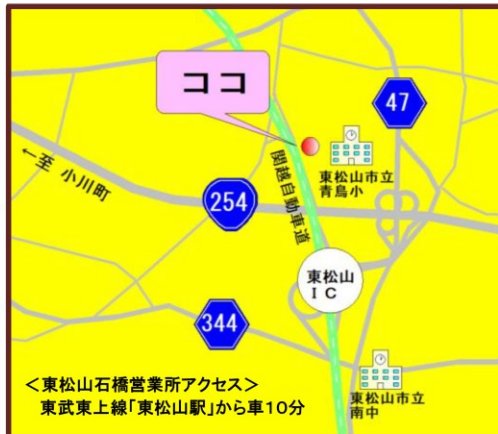 ココ
47
東松山市立
青鳥小
←至 小川町
254
関越自動車道
東松山
IC
344
東松山市立
南中
＜東松山石橋営業所アクセス＞
東武東上線「東松山駅」から車10分